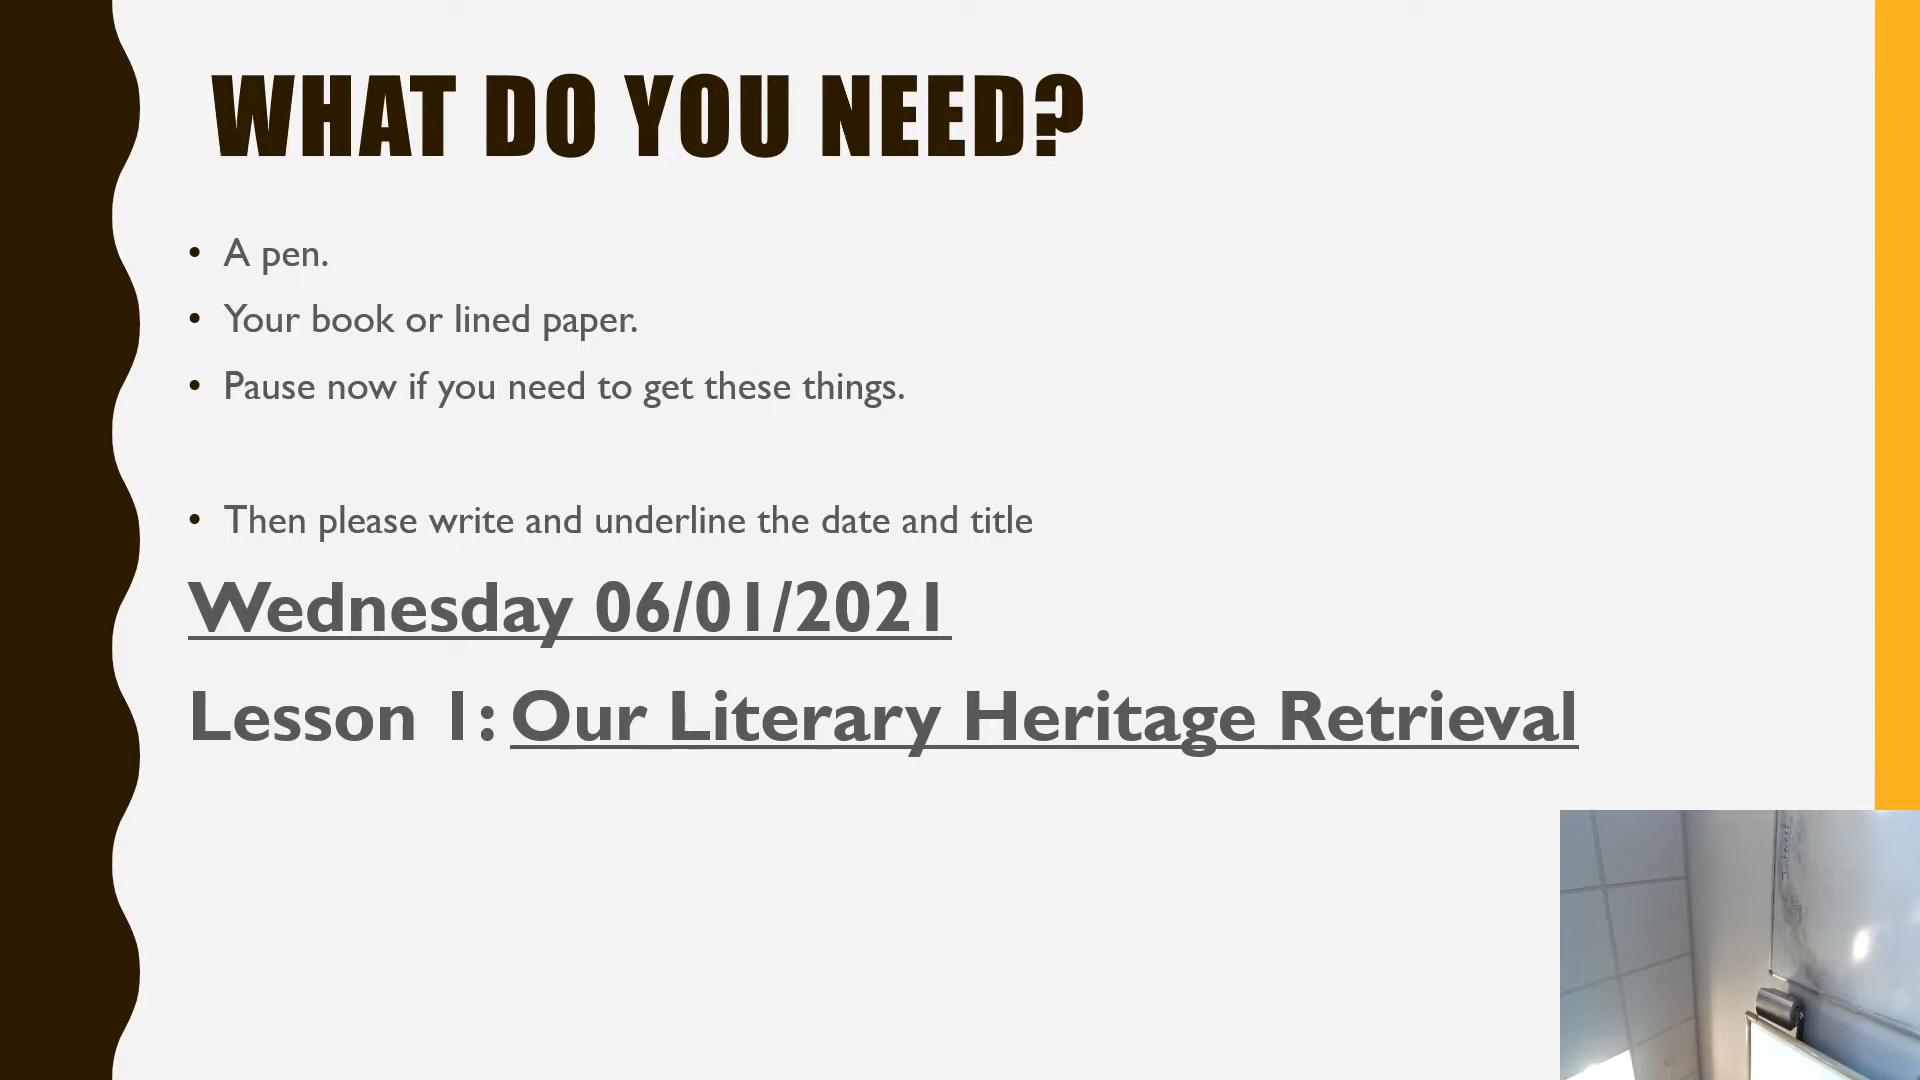 WHAT DO YOU NEED?
• A pen.
• Your book or lined paper.
• Pause now if you need to get these things.
• Then please write and underline the date and title
Wednesday 06/01/2021
Lesson 1: Our Literary Heritage Retrieval